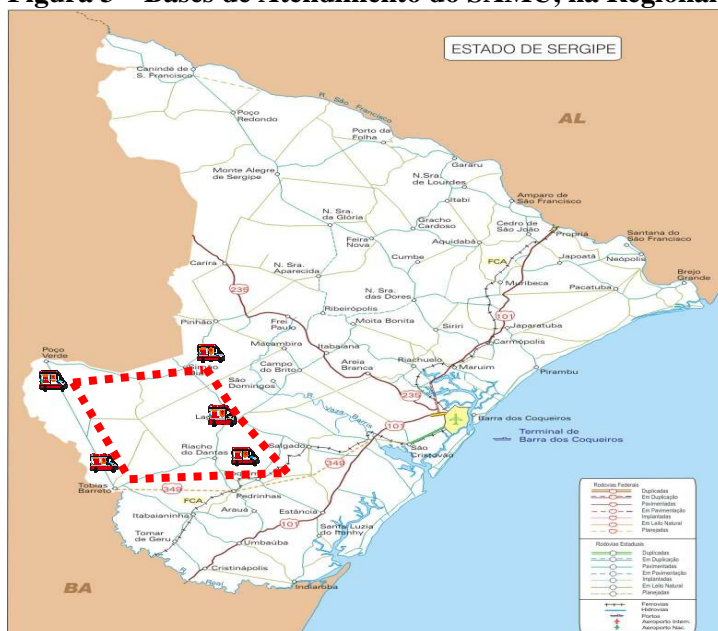 Figura 3 – Bases de Atendimento do SAMU, na Regional
ESTADO DE SERGIPE
Canindé de
S. Francisco
R. São Francisco
AL
Poço
Redondo
Porto da
Folha
Gararu
Monte Alegre
de Sergipe
N.Sra.
de Lourdes
Itabi
Amparo de
São Francisco
N. Sra.
da Glória
Gracho
Cardoso
Cedro de
São João
Propriá
Santana do
São Francisco
Feira
Nova
Aquidabã
Carira
N. Sra.
Aparecida
Cumbe
FCA
Japoatã
Neópolis
Brejo
Grande
Muribeca
Pacatuba
235
N. Sra.
das Dores
Ribeirópolis
101
Pinhão
Frei
Paulo
Moita Bonita
Siriri
Japaratuba
Carmópolis
Poço
Verde
Macambira
Itabaiana
Riachuelo
Maruim
Pirambu
Campo
do Brito
Areia
Branca
São
Domingos
235
R. Vaza Barris
101
Barra dos Coqueiros
Terminal de
Barra dos Coqueiros
Riacho
do Dantas
Salgado
São
Cristóvão
349
Tobias
Barreto
349
Pedrinhas
FCA
Arauá
Estância
Itabaianinha
101
Santa Luzia
do Itanhy
Tomar
de Geru
Umbaúba
Cristinápolis
R. Real
Indiaroba
BA
Rodovias Federais
Duplicadas
Em Duplicação
Pavimentadas
Em Pavimentação
Implantadas
Em Leito Natural
Planejadas
Rodovias Estaduais
Duplicadas
Em Duplicação
Pavimentadas
Em Pavimentação
Implantadas
Em Leito Natural
Planejadas
Ferrovias
Hidrovias
Portos
Aeroporto Intern.
Aeroporto Nac.